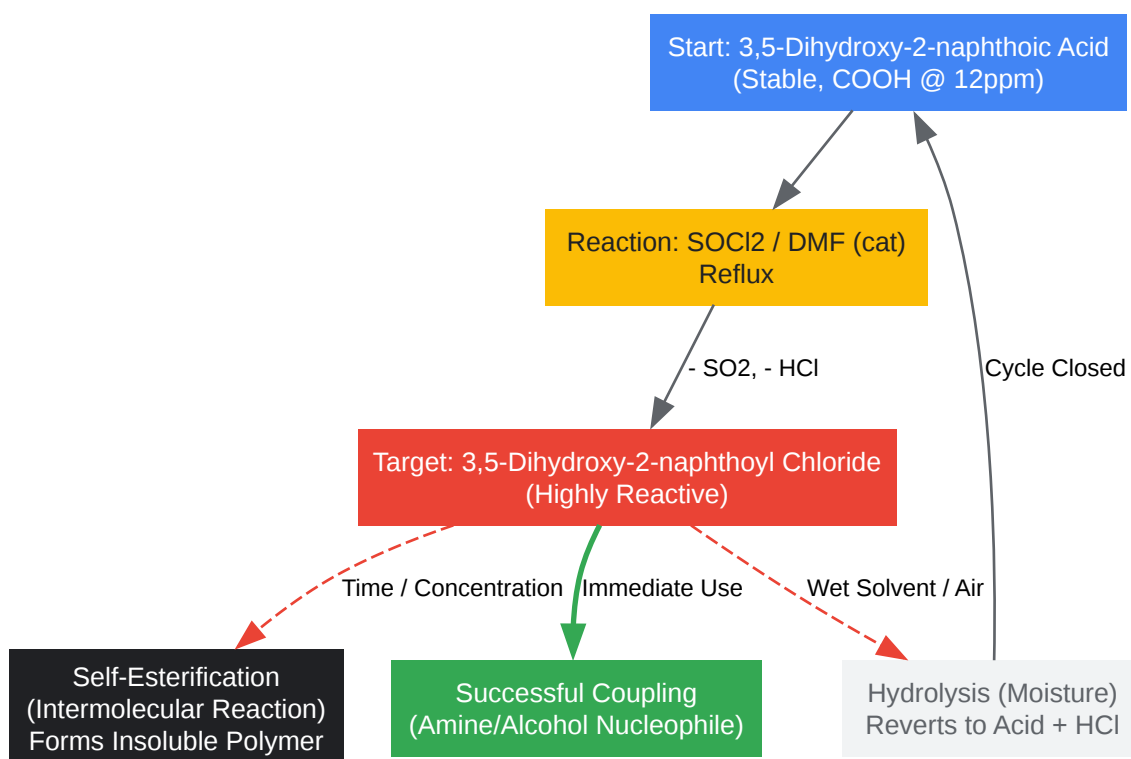 Start: 3,5-Dihydroxy-2-naphthoic Acid
(Stable, COOH @ 12ppm)
Reaction: SOCl2 / DMF (cat)
Reflux
- SO2, - HCl
Cycle Closed
Target: 3,5-Dihydroxy-2-naphthoyl Chloride
(Highly Reactive)
Time / Concentration
Immediate Use
Wet Solvent / Air
Self-Esterification
(Intermolecular Reaction)
Forms Insoluble Polymer
Successful Coupling
(Amine/Alcohol Nucleophile)
Hydrolysis (Moisture)
Reverts to Acid + HCl